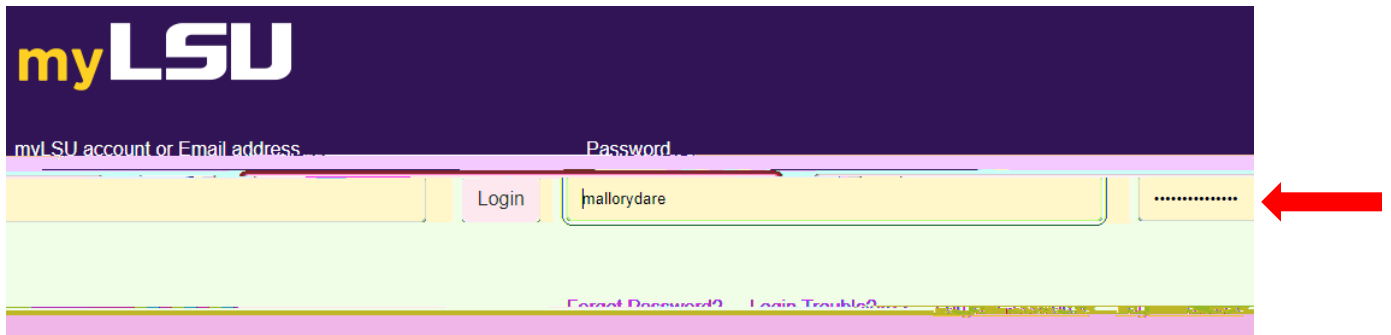 myLSU
myLSU account or Email address Password
Login mallorydare ···············
Forgot Password? Login Trouble?